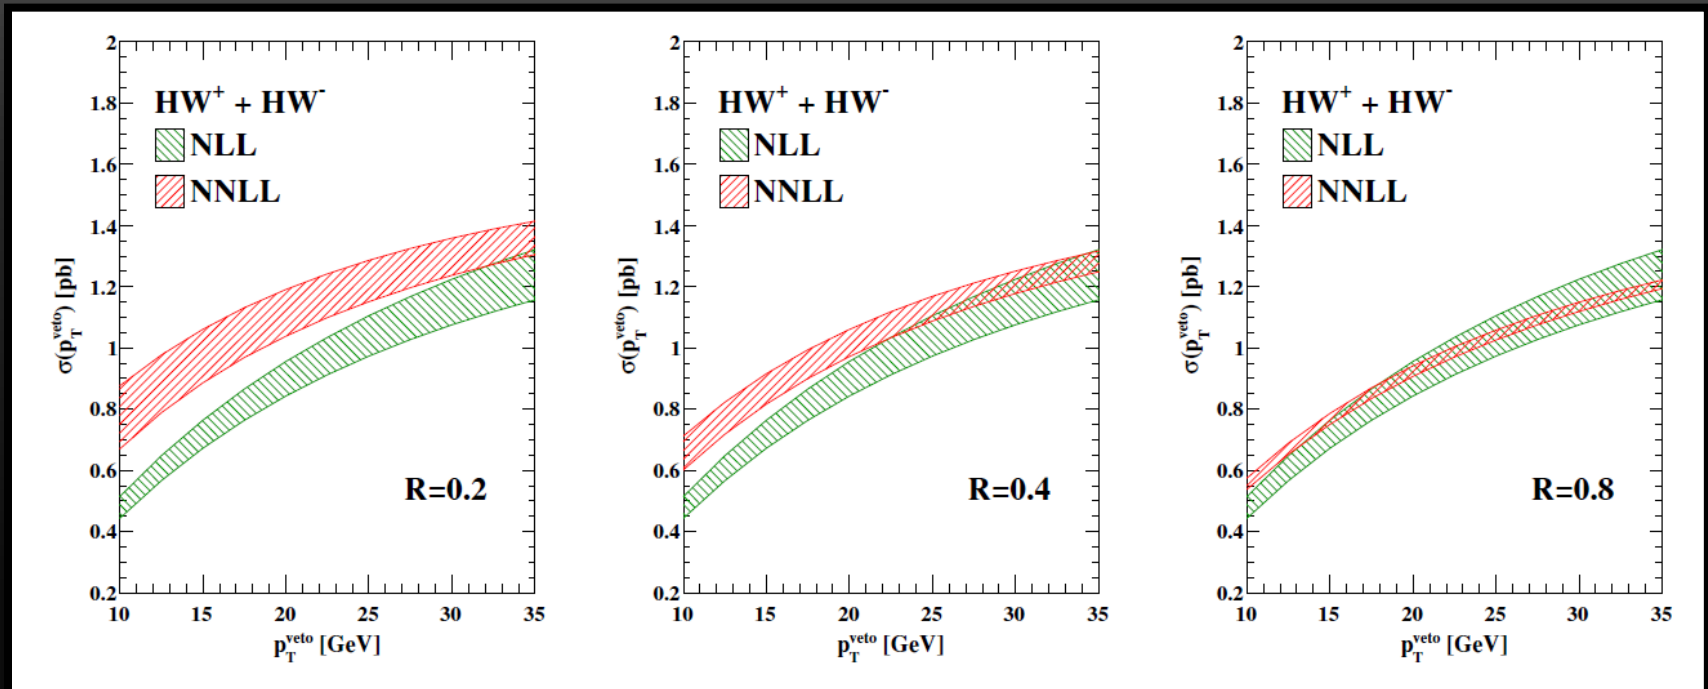 2
1.8
1.6
1.4
1.2
1
0.8
0.6
0.4
0.2
σ(p_T^veto) [pb]
HW⁺ + HW⁻
NLL
NNLL
R=0.2
10 15 20 25 30 35
p_T^veto [GeV]
2
1.8
1.6
1.4
1.2
1
0.8
0.6
0.4
0.2
σ(p_T^veto) [pb]
HW⁺ + HW⁻
NLL
NNLL
R=0.4
10 15 20 25 30 35
p_T^veto [GeV]
2
1.8
1.6
1.4
1.2
1
0.8
0.6
0.4
0.2
σ(p_T^veto) [pb]
HW⁺ + HW⁻
NLL
NNLL
R=0.8
10 15 20 25 30 35
p_T^veto [GeV]